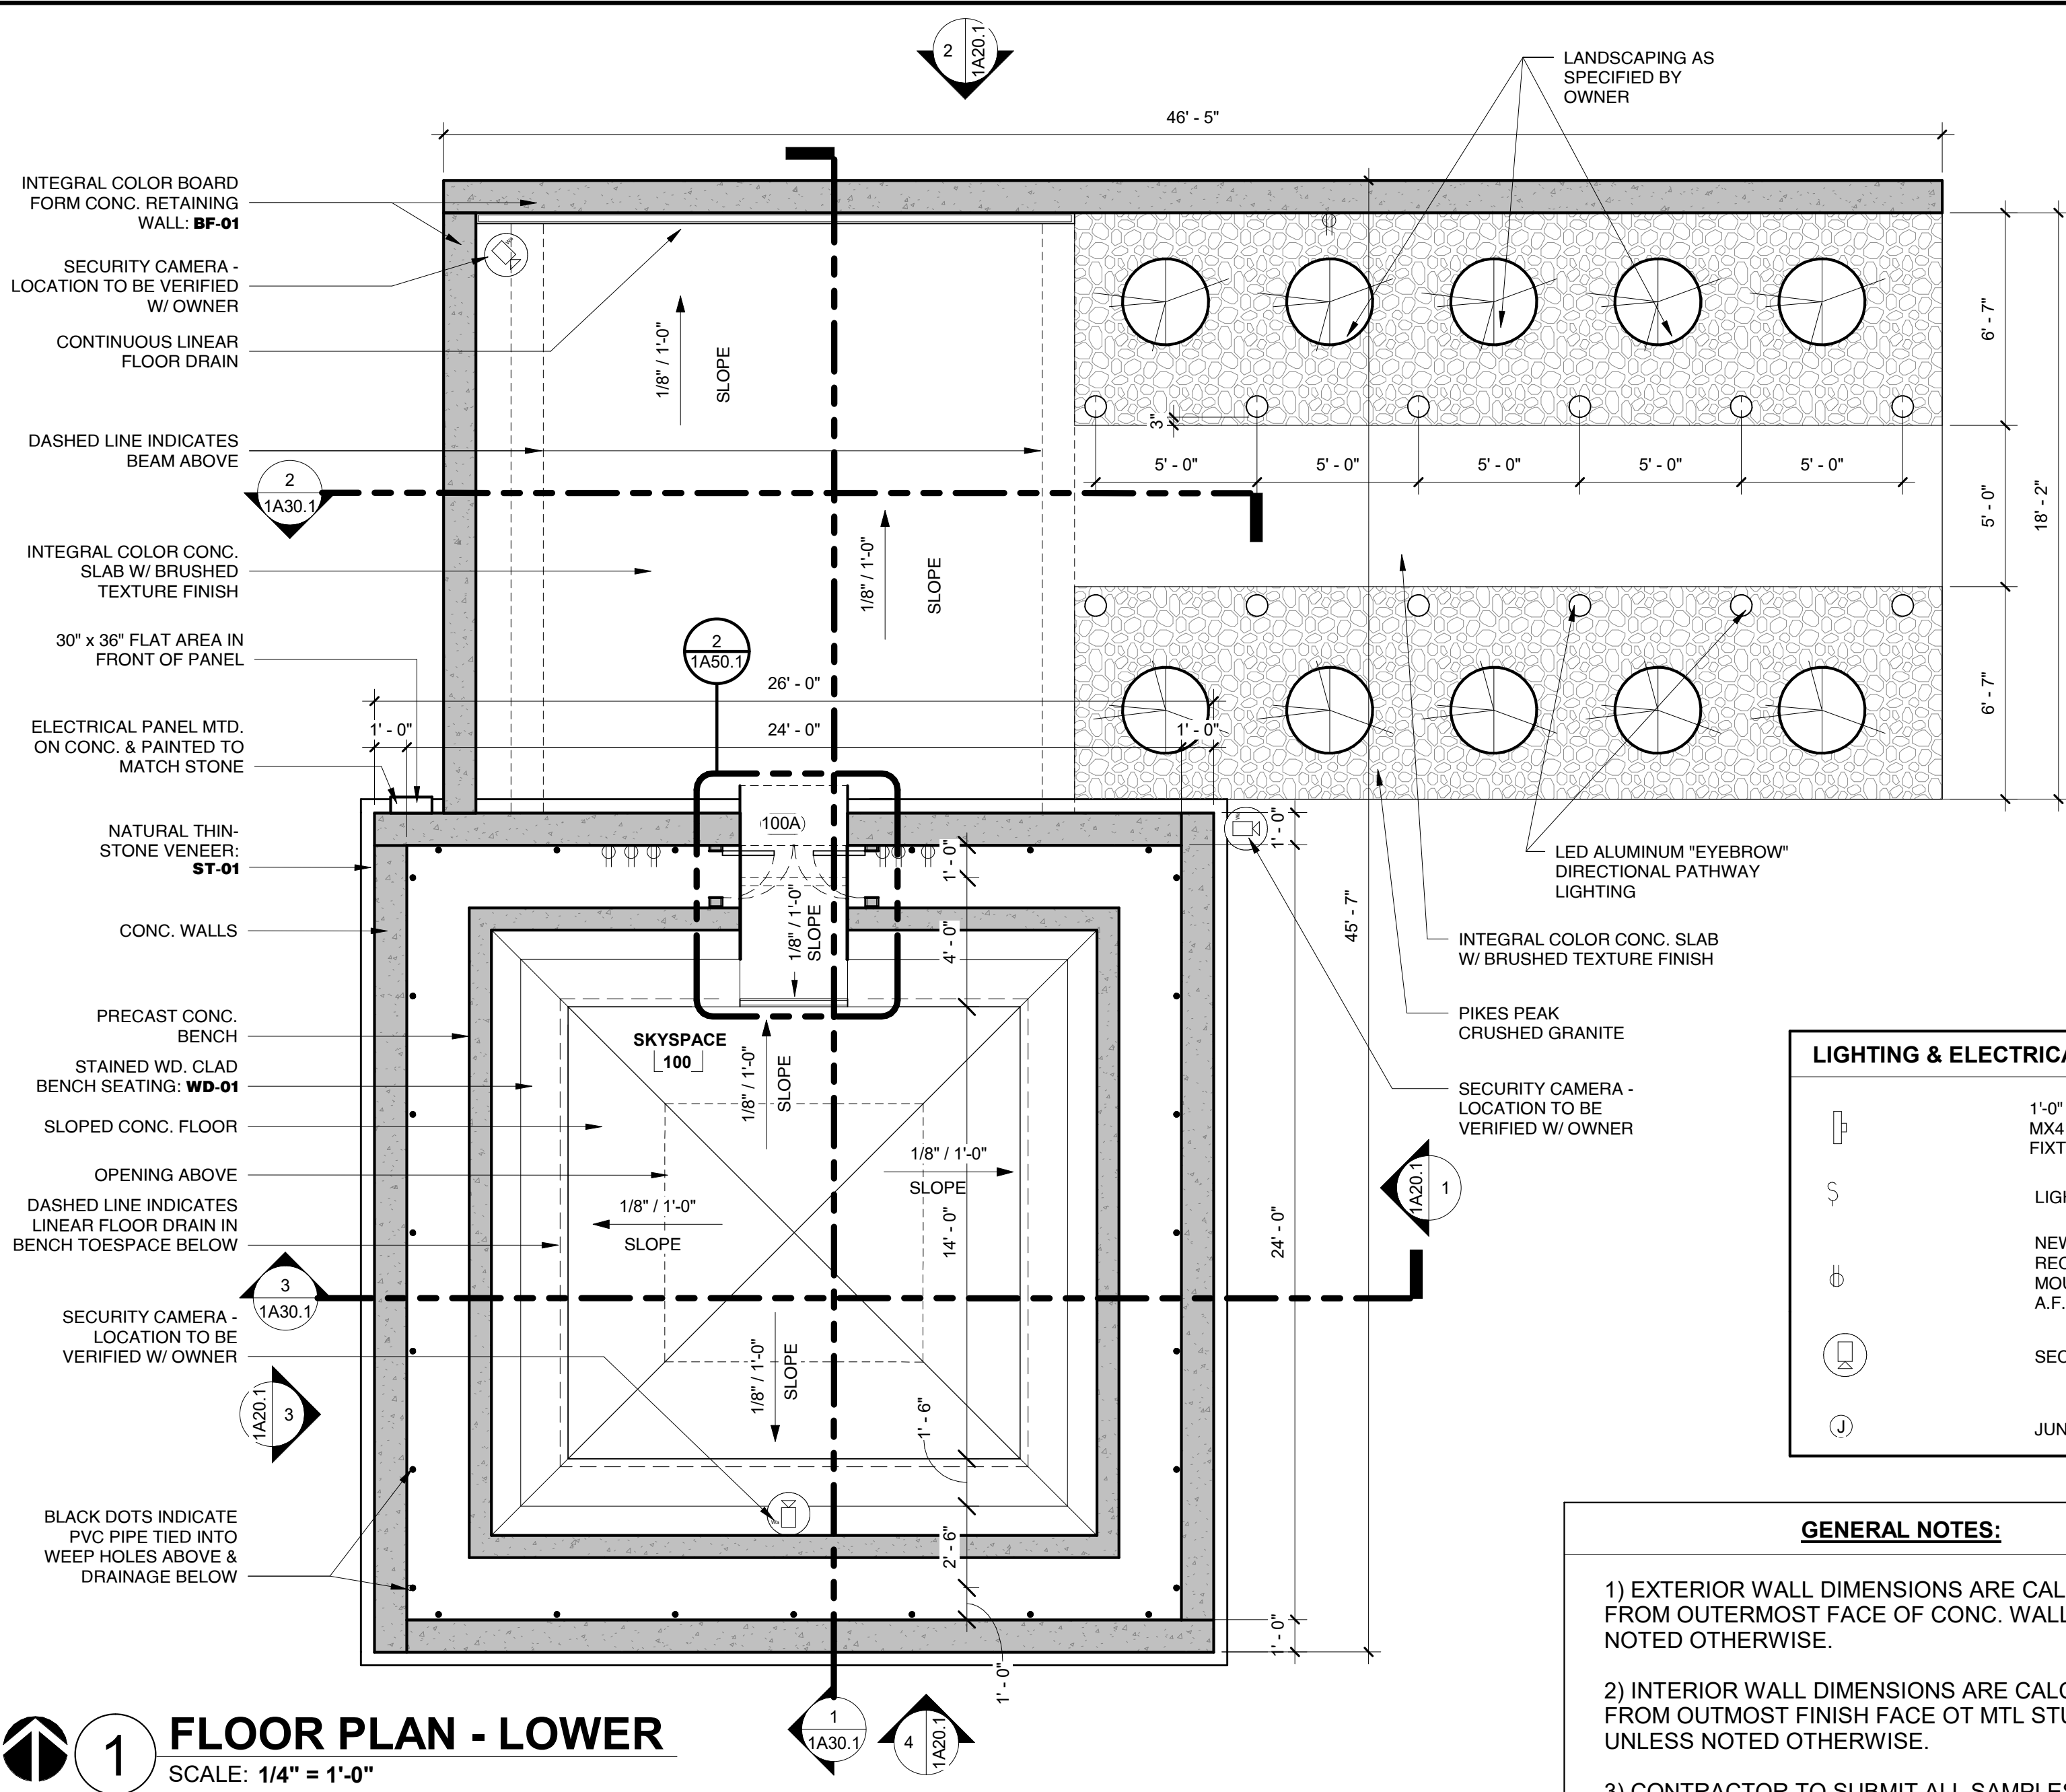 2
1A20.1
LANDSCAPING AS
SPECIFIED BY
OWNER
46' - 5"
INTEGRAL COLOR BOARD
FORM CONC. RETAINING
WALL: BF-01
SECURITY CAMERA -
LOCATION TO BE VERIFIED
W/ OWNER
CONTINUOUS LINEAR
FLOOR DRAIN
DASHED LINE INDICATES
BEAM ABOVE
2
1A30.1
INTEGRAL COLOR CONC.
SLAB W/ BRUSHED
TEXTURE FINISH
30" x 36" FLAT AREA IN
FRONT OF PANEL
ELECTRICAL PANEL MTD.
ON CONC. & PAINTED TO
MATCH STONE
NATURAL THIN-
STONE VENEER:
ST-01
CONC. WALLS
PRECAST CONC.
BENCH
STAINED WD. CLAD
BENCH SEATING: WD-01
SLOPED CONC. FLOOR
OPENING ABOVE
DASHED LINE INDICATES
LINEAR FLOOR DRAIN IN
BENCH TOESPACE BELOW
3
1A30.1
SECURITY CAMERA -
LOCATION TO BE
VERIFIED W/ OWNER
1A20.1
3
BLACK DOTS INDICATE
PVC PIPE TIED INTO
WEEP HOLES ABOVE &
DRAINAGE BELOW
1/8" / 1'-0"
SLOPE
1/8" / 1'-0"
SLOPE
2
1A50.1
26' - 0"
24' - 0"
1' - 0"
1' - 0"
3"
5' - 0"
5' - 0"
5' - 0"
5' - 0"
5' - 0"
6' - 7"
5' - 0"
6' - 7"
18' - 2"
100A
1/8" / 1'-0"
SLOPE
1' - 0"
4' - 0"
1' - 0"
45' - 7"
24' - 0"
SKYSPACE
100
1/8" / 1'-0"
SLOPE
1/8" / 1'-0"
SLOPE
1/8" / 1'-0"
SLOPE
14' - 0"
1/8" / 1'-0"
SLOPE
1' - 6"
2' - 6"
1' - 0"
1' - 0"
LED ALUMINUM "EYEBROW"
DIRECTIONAL PATHWAY
LIGHTING
INTEGRAL COLOR CONC. SLAB
W/ BRUSHED TEXTURE FINISH
PIKES PEAK
CRUSHED GRANITE
SECURITY CAMERA -
LOCATION TO BE
VERIFIED W/ OWNER
1A20.1
1
LIGHTING & ELECTRICA
1'-0"
MX4
FIXT
LIGH
NEW
REC
MOU
A.F.
SEC
J
JUN
GENERAL NOTES:
1) EXTERIOR WALL DIMENSIONS ARE CAL
FROM OUTERMOST FACE OF CONC. WALL
NOTED OTHERWISE.
2) INTERIOR WALL DIMENSIONS ARE CALC
FROM OUTMOST FINISH FACE OT MTL STU
UNLESS NOTED OTHERWISE.
3) CONTRACTOR TO SUBMIT ALL SAMPLES
1
1A30.1
4
1A20.1
1
FLOOR PLAN - LOWER
SCALE: 1/4" = 1'-0"